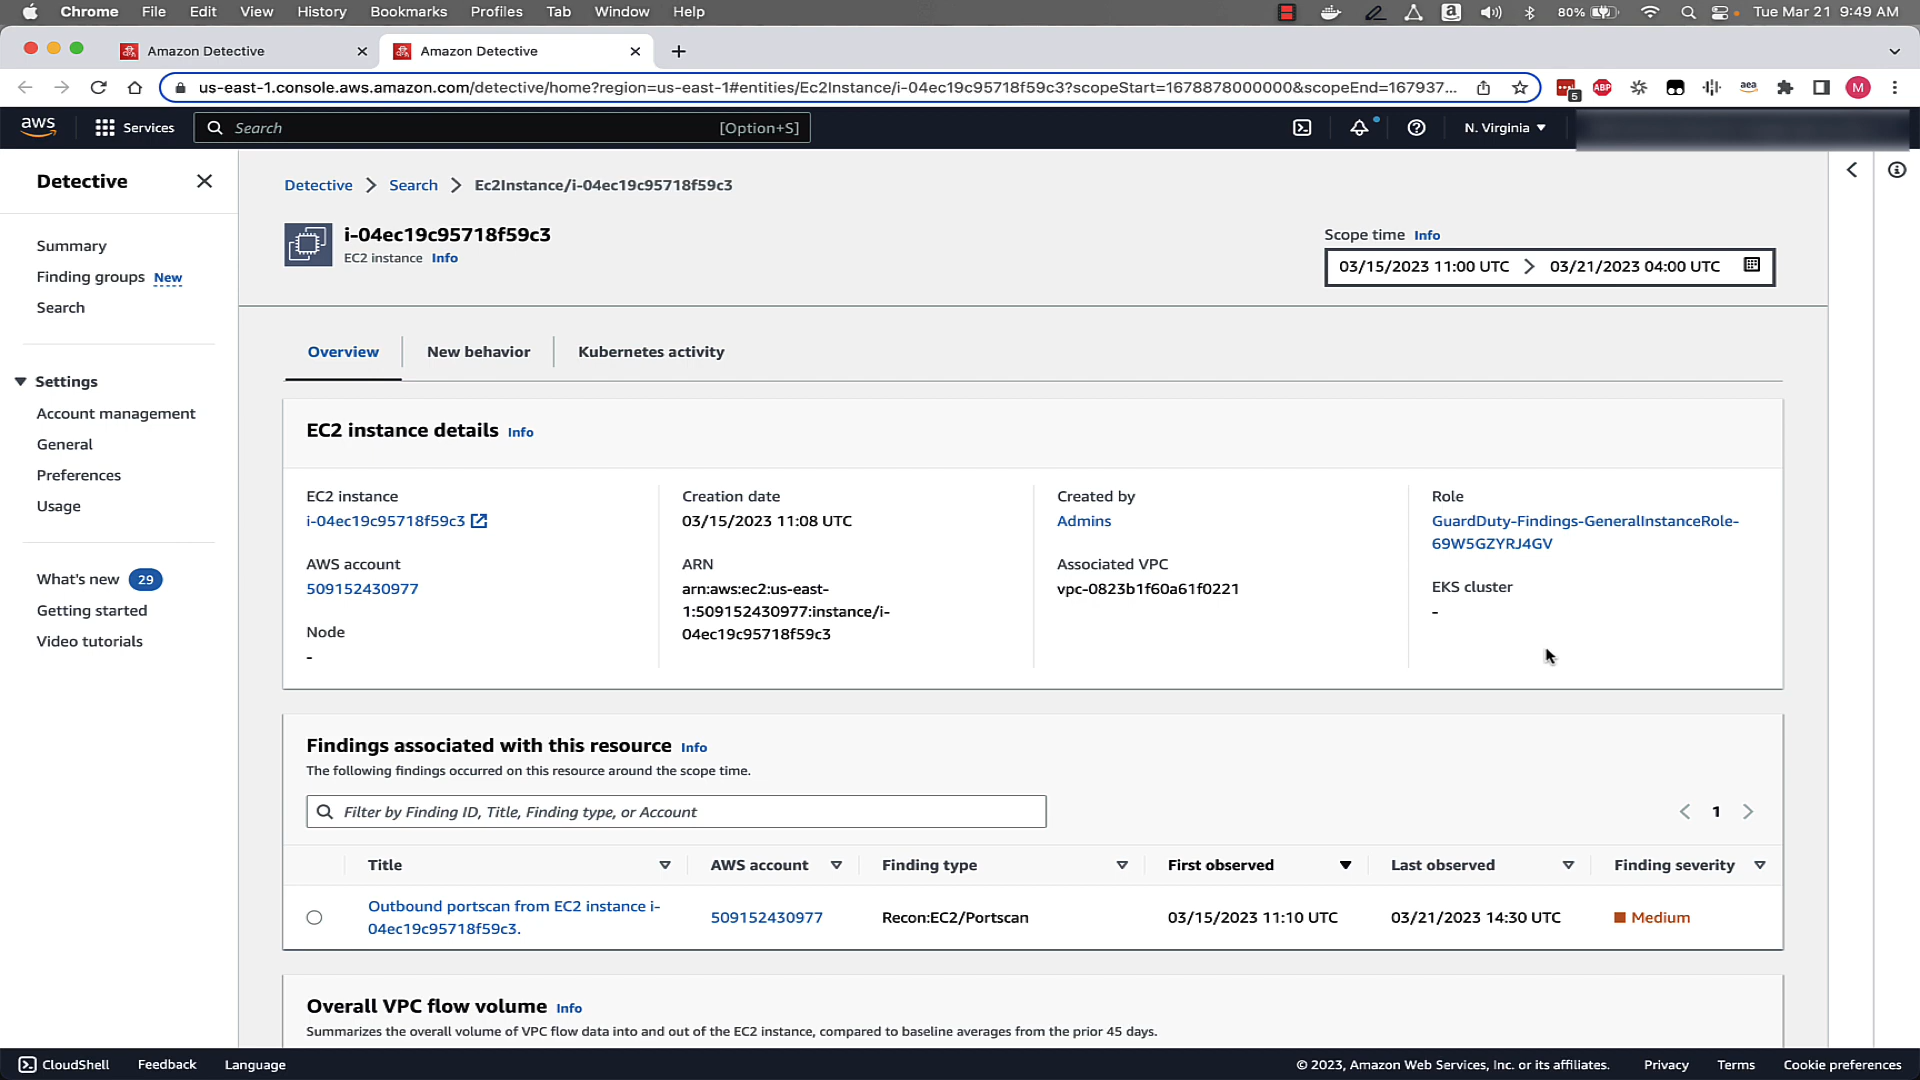 Chrome File Edit View History Bookmarks Profiles Tab Window Help 80% Tue Mar 21 9:49 AM
Amazon Detective
Amazon Detective
us-east-1.console.aws.amazon.com/detective/home?region=us-east-1#entities/Ec2Instance/i-04ec19c95718f59c3?scopeStart=1678878000000&scopeEnd=167937... 5 ABP aea M
aws Services Search [Option+S] N. Virginia
Detective
Summary
Finding groups New
Search
Settings
Account management
General
Preferences
Usage
What's new 29
Getting started
Video tutorials
Detective > Search > Ec2Instance/i-04ec19c95718f59c3
i-04ec19c95718f59c3
EC2 instance Info
Scope time Info
03/15/2023 11:00 UTC > 03/21/2023 04:00 UTC
Overview New behavior Kubernetes activity
EC2 instance details Info
EC2 instance
i-04ec19c95718f59c3
AWS account
509152430977
Node
-
Creation date
03/15/2023 11:08 UTC
ARN
arn:aws:ec2:us-east-
1:509152430977:instance/i-
04ec19c95718f59c3
Created by
Admins
Associated VPC
vpc-0823b1f60a61f0221
Role
GuardDuty-Findings-GeneralInstanceRole-
69W5GZYRJ4GV
EKS cluster
-
Findings associated with this resource Info
The following findings occurred on this resource around the scope time.
Filter by Finding ID, Title, Finding type, or Account
< 1 >
Title AWS account Finding type First observed Last observed Finding severity
Outbound portscan from EC2 instance i-
04ec19c95718f59c3.
509152430977 Recon:EC2/Portscan 03/15/2023 11:10 UTC 03/21/2023 14:30 UTC Medium
Overall VPC flow volume Info
Summarizes the overall volume of VPC flow data into and out of the EC2 instance, compared to baseline averages from the prior 45 days.
CloudShell Feedback Language © 2023, Amazon Web Services, Inc. or its affiliates. Privacy Terms Cookie preferences